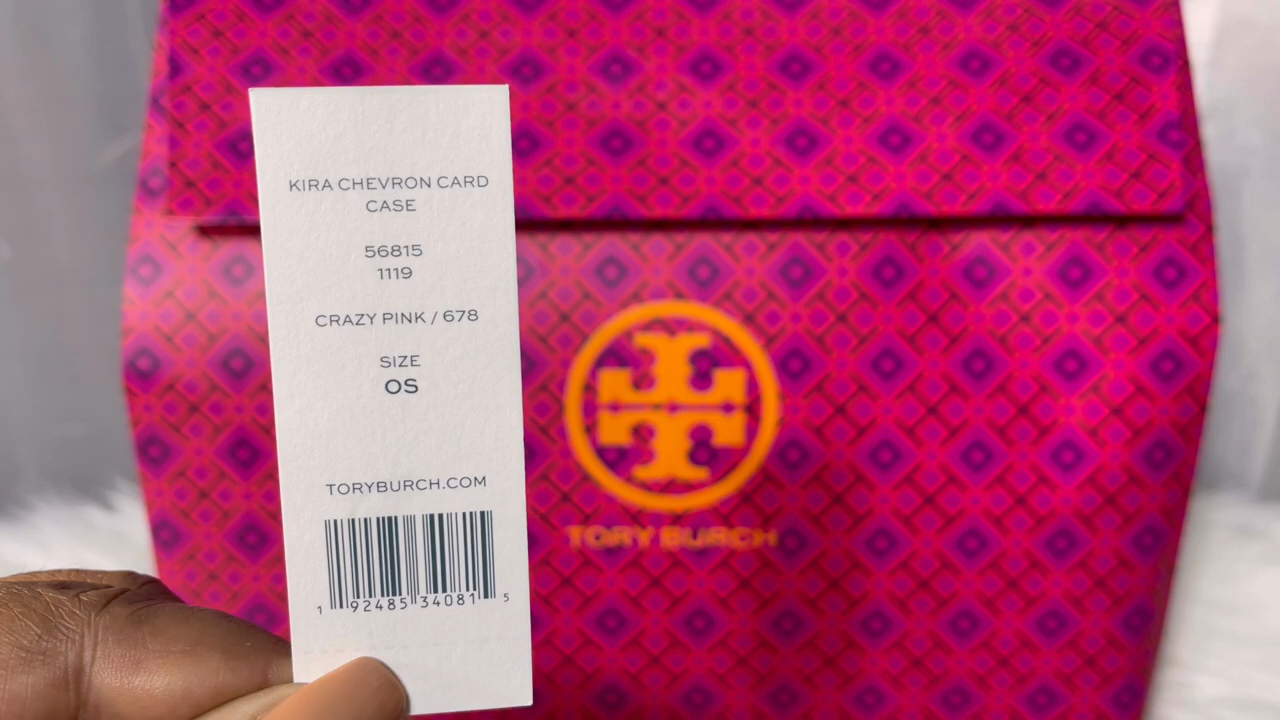 KIRA CHEVRON CARD
CASE
56815
1119
CRAZY PINK / 678
SIZE
OS
TORYBURCH.COM
1 92485 34081 5
TORY BURCH